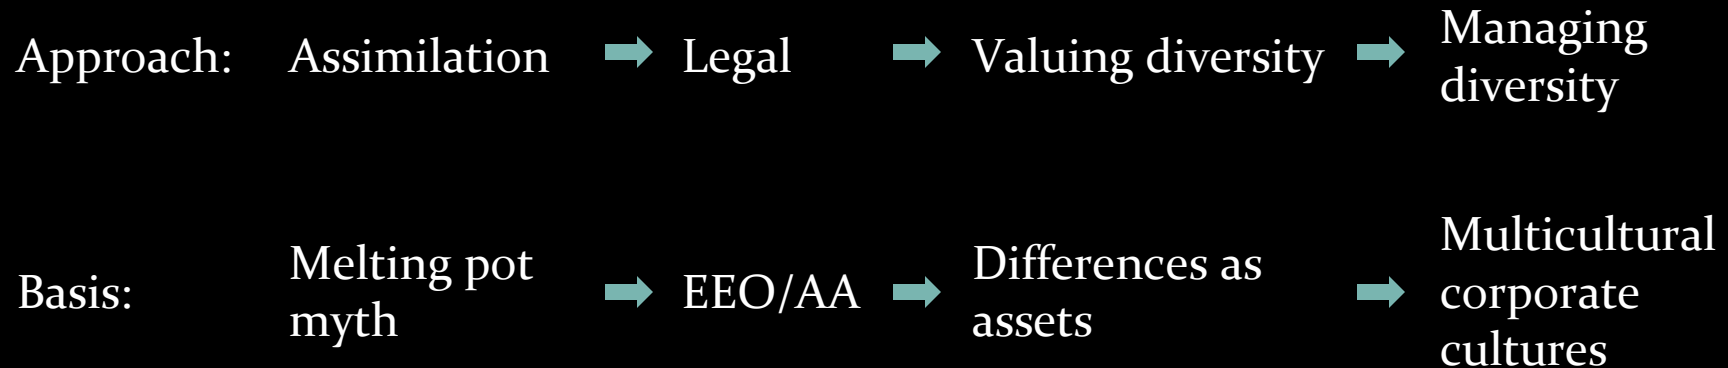 Approach:
Assimilation
Legal
Valuing diversity
Managing
diversity
Basis:
Melting pot
myth
EEO/AA
Differences as
assets
Multicultural
corporate
cultures